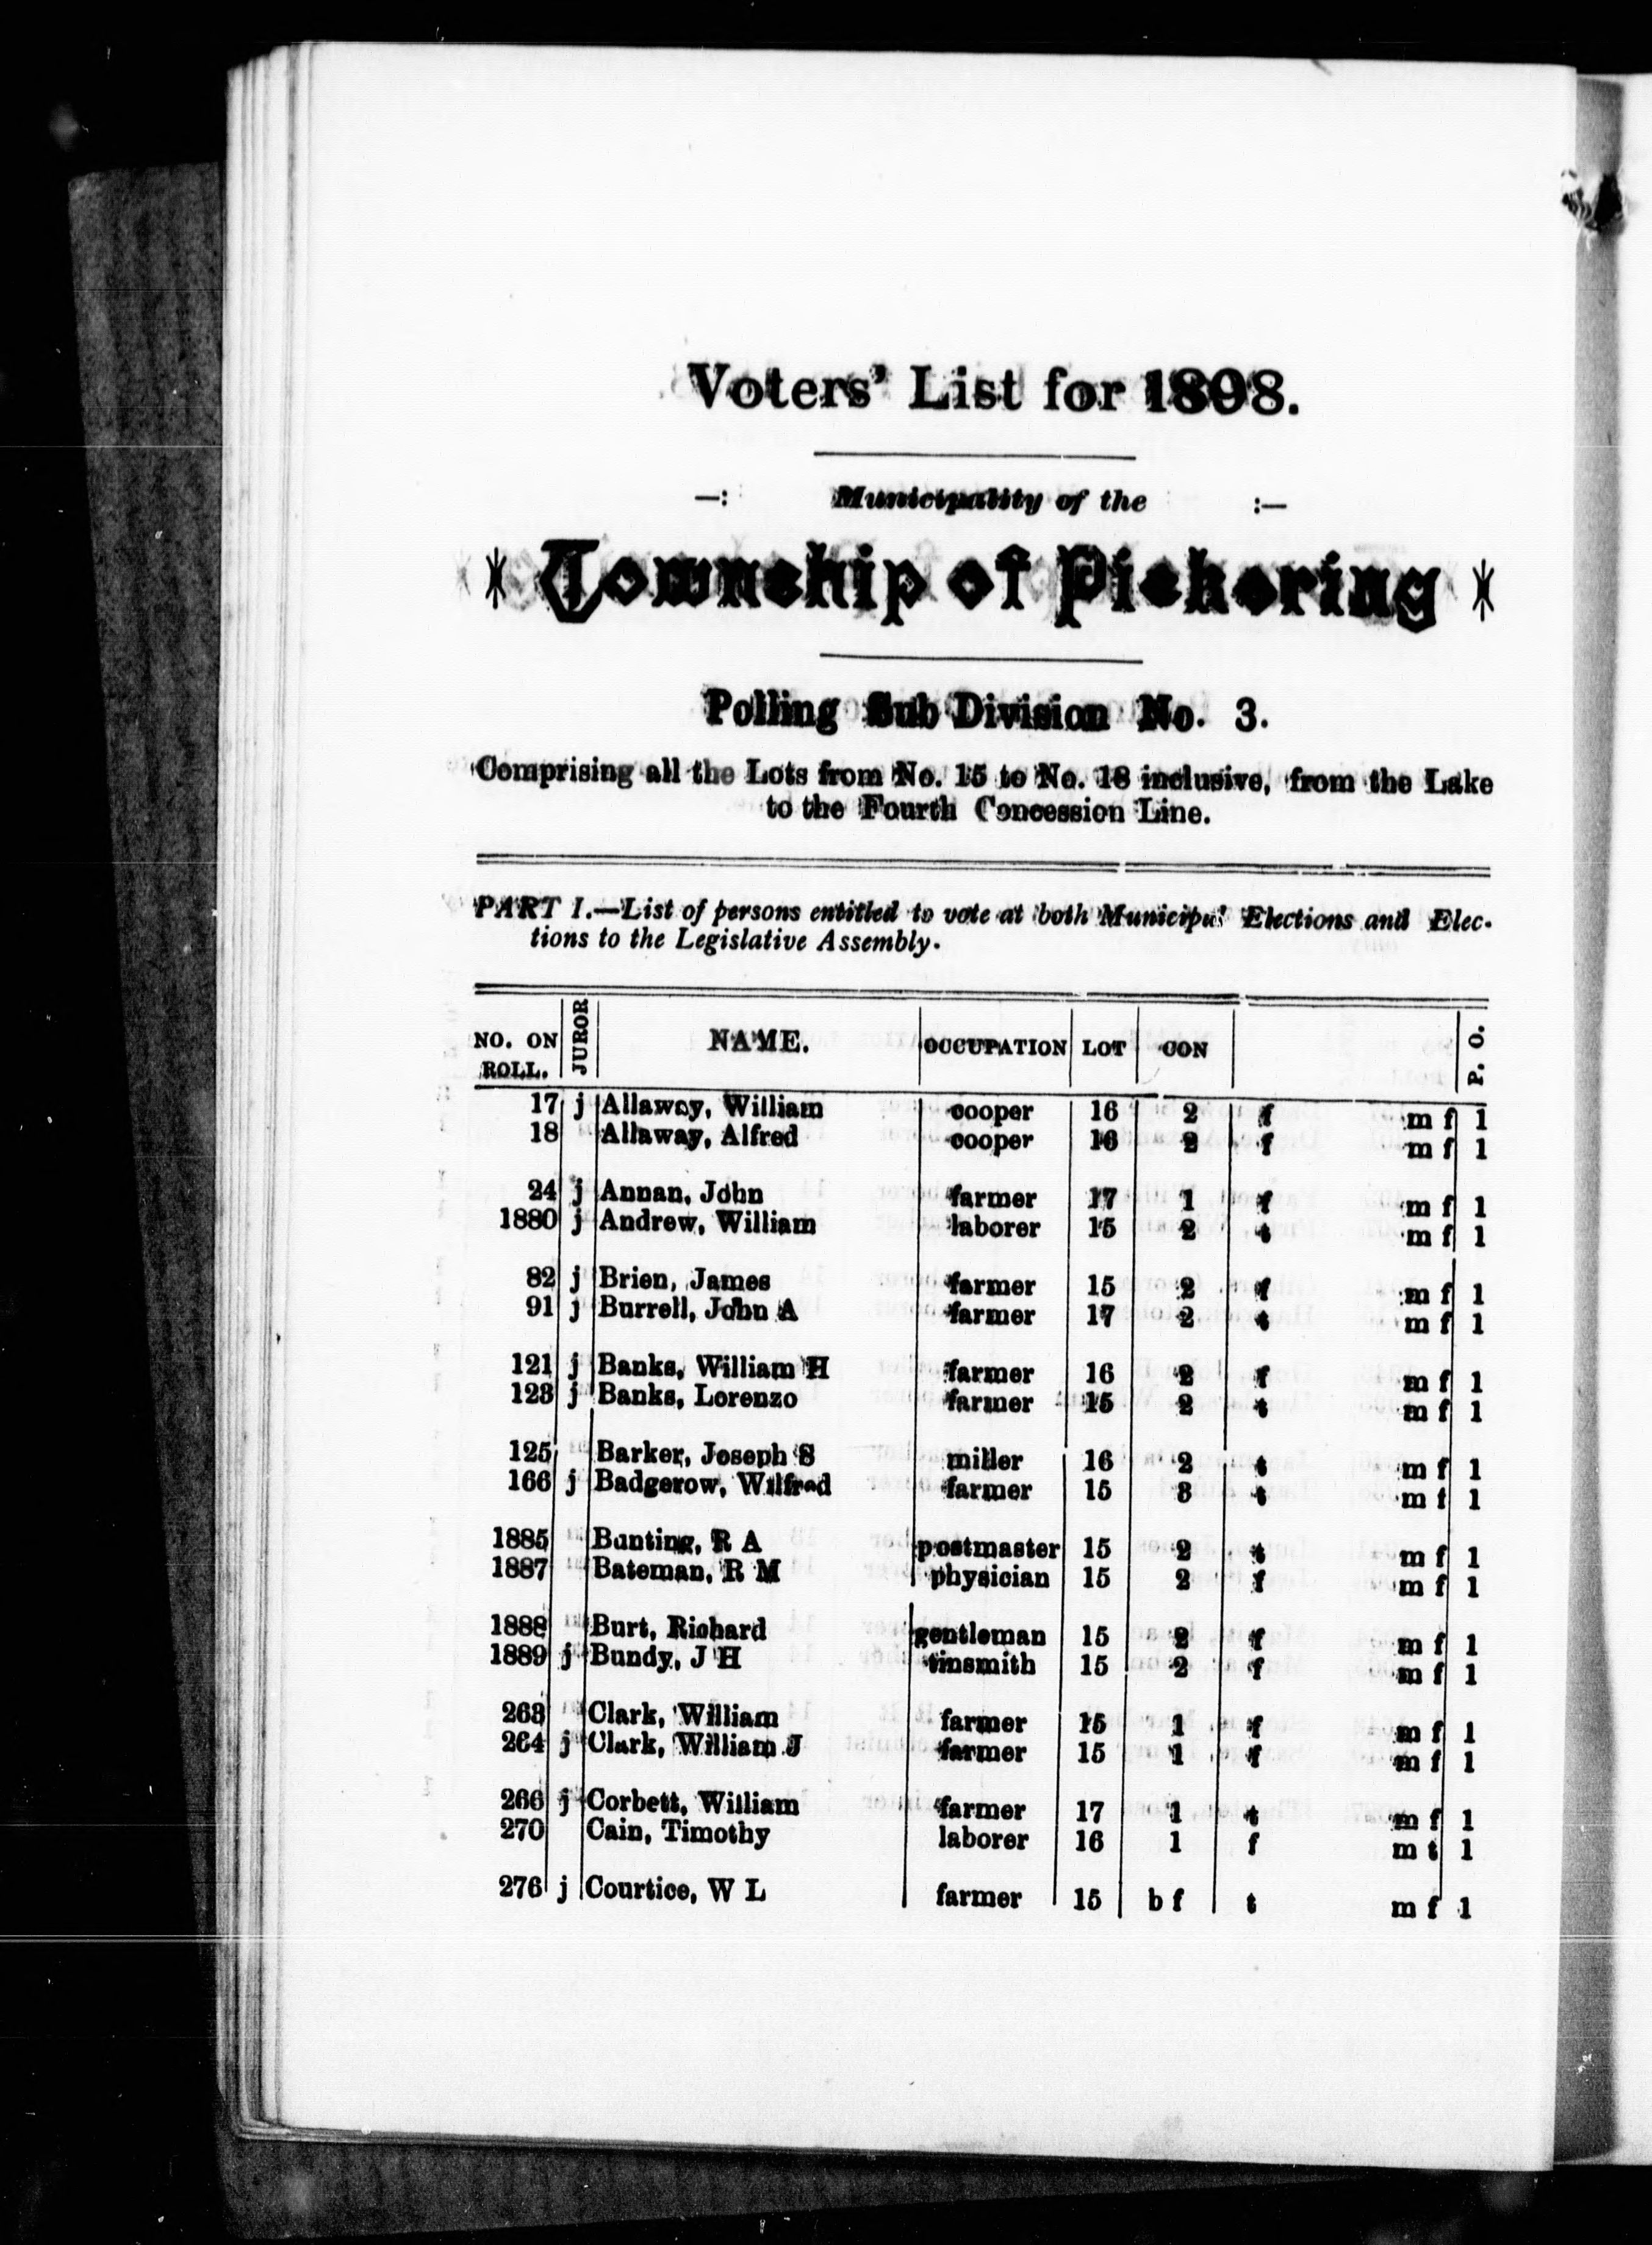 Voters' List for 1898.
—: Municipality of the :—
Township of Pickering
Polling Sub Division No. 3.
Comprising all the Lots from No. 15 to No. 18 inclusive, from the Lake
to the Fourth Concession Line.
PART I.—List of persons entitled to vote at both Municipal Elections and Elec-
tions to the Legislative Assembly.
NO. ON ROLL. JUROR NAME. OCCUPATION LOT CON P. O.
17 j Allaway, William cooper 16 2 f m f 1
18 Allaway, Alfred cooper 16 2 f m f 1
24 j Annan, John farmer 17 1 f m f 1
1880 j Andrew, William laborer 15 2 t m f 1
82 j Brien, James farmer 15 2 f m f 1
91 j Burrell, John A farmer 17 2 t m f 1
121 j Banks, William H farmer 16 2 f m f 1
123 j Banks, Lorenzo farmer 15 2 t m f 1
125 Barker, Joseph S miller 16 2 t m f 1
166 j Badgerow, Wilfred farmer 15 3 t m f 1
1885 Bunting, R A postmaster 15 2 t m f 1
1887 Bateman, R M physician 15 2 f m f 1
1888 Burt, Richard gentleman 15 2 f m f 1
1889 j Bundy, J H tinsmith 15 2 f m f 1
263 Clark, William farmer 15 1 f m f 1
264 j Clark, William J farmer 15 1 f m f 1
266 j Corbett, William farmer 17 1 t m f 1
270 Cain, Timothy laborer 16 1 f m t 1
276 j Courtice, W L farmer 15 b f t m f 1